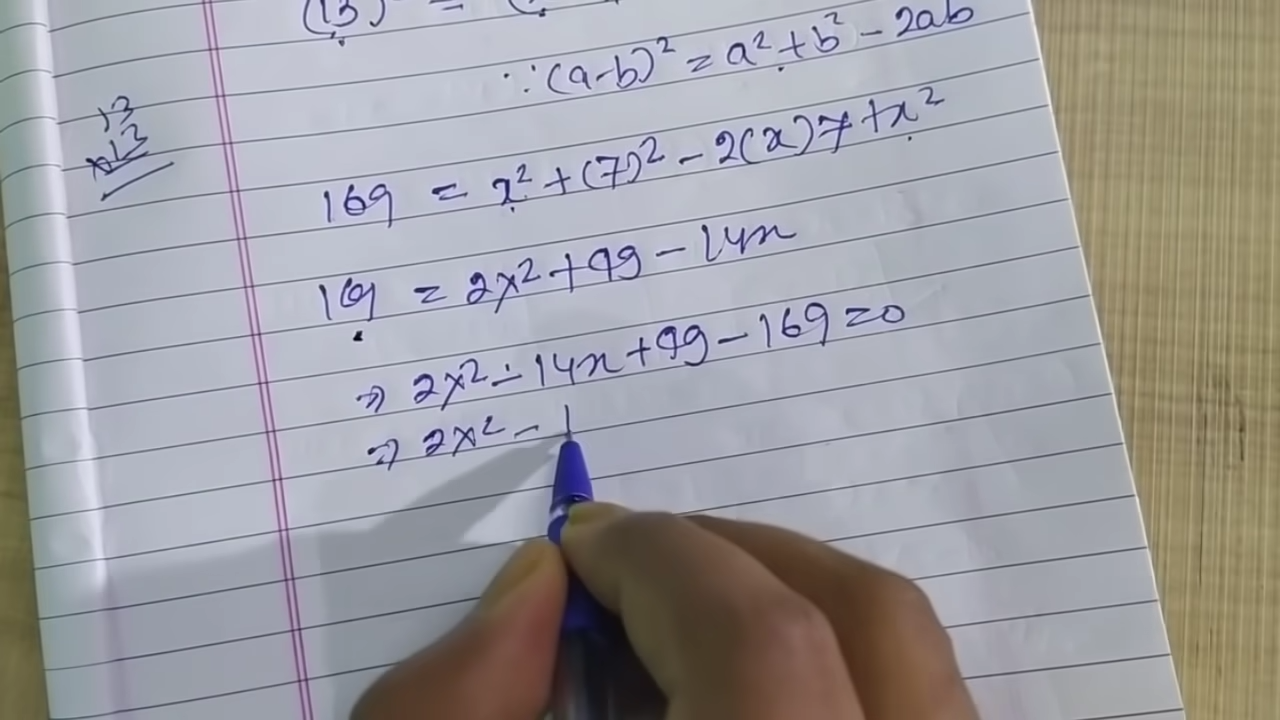 (13) = (
∵ (a-b)² = a² + b² - 2ab
13
×13
169 = x² + (7)² - 2(x)7 + x²
169 = 2x² + 49 - 14x
⇒ 2x² - 14x + 49 - 169 = 0
⇒ 2x² - 1